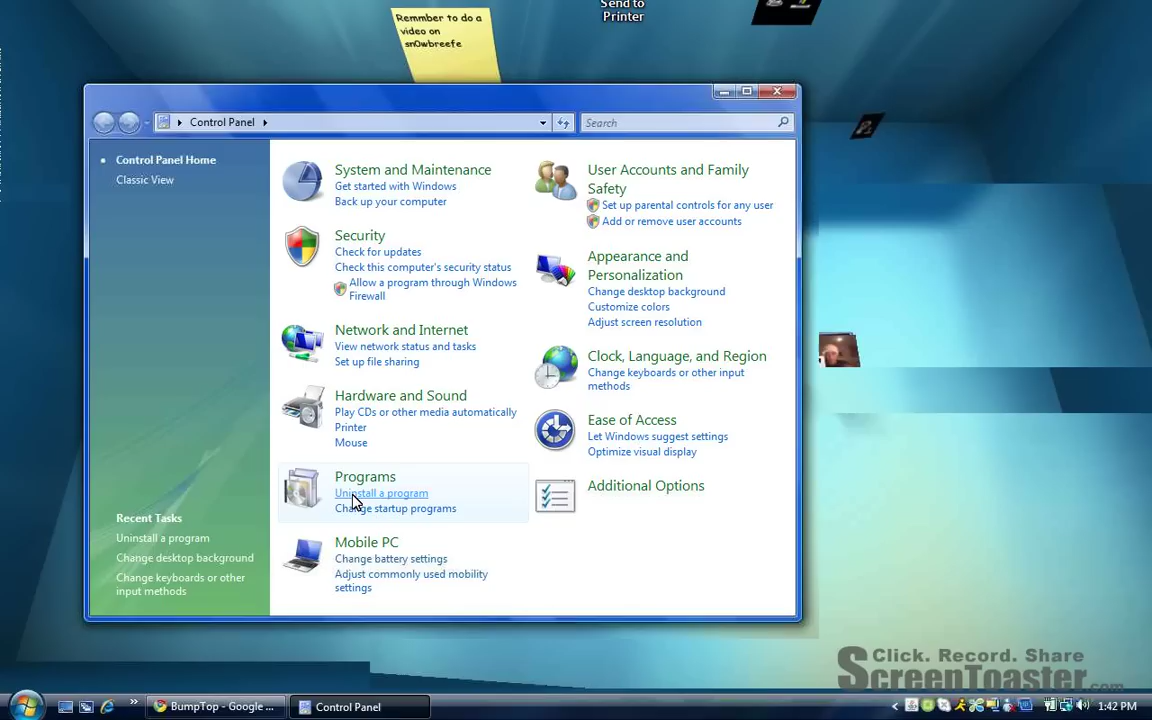 Send to
Printer
Remmber to do a
video on
sn0wbreefe
Control Panel
Search
Control Panel Home
Classic View
System and Maintenance
Get started with Windows
Back up your computer
Security
Check for updates
Check this computer's security status
Allow a program through Windows
Firewall
Network and Internet
View network status and tasks
Set up file sharing
Hardware and Sound
Play CDs or other media automatically
Printer
Mouse
Programs
Uninstall a program
Change startup programs
Mobile PC
Change battery settings
Adjust commonly used mobility
settings
User Accounts and Family
Safety
Set up parental controls for any user
Add or remove user accounts
Appearance and
Personalization
Change desktop background
Customize colors
Adjust screen resolution
Clock, Language, and Region
Change keyboards or other input
methods
Ease of Access
Let Windows suggest settings
Optimize visual display
Additional Options
Recent Tasks
Uninstall a program
Change desktop background
Change keyboards or other
input methods
Click. Record. Share
ScreenToaster.com
BumpTop - Google ...
Control Panel
1:42 PM